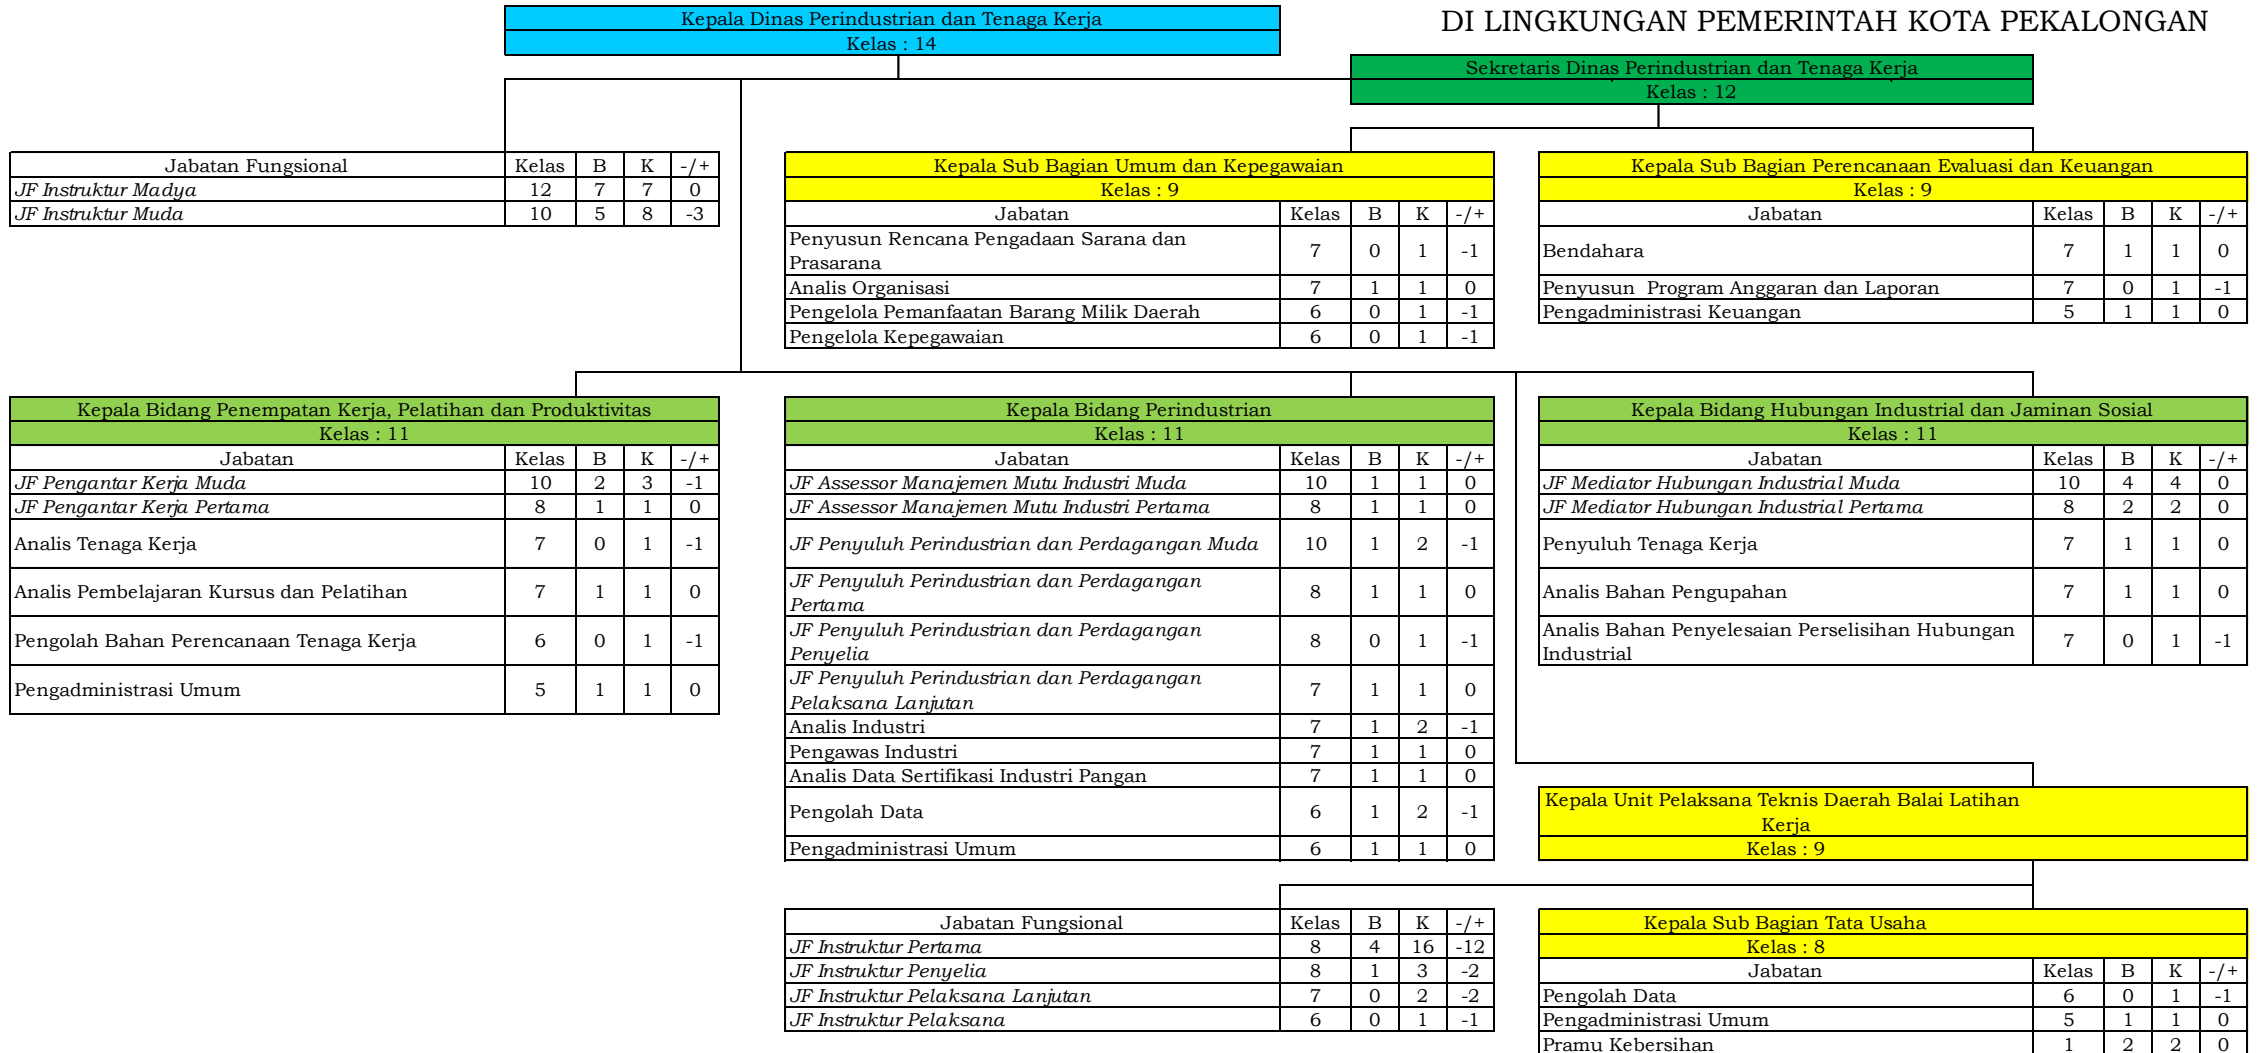 Kepala Dinas Perindustrian dan Tenaga Kerja
Kelas : 14
DI LINGKUNGAN PEMERINTAH KOTA PEKALONGAN
Sekretaris Dinas Perindustrian dan Tenaga Kerja
Kelas : 12
Jabatan Fungsional Kelas B K -/+
JF Instruktur Madya 12 7 7 0
JF Instruktur Muda 10 5 8 -3
Kepala Sub Bagian Umum dan Kepegawaian
Kelas : 9
Jabatan Kelas B K -/+
Penyusun Rencana Pengadaan Sarana dan
Prasarana 7 0 1 -1
Analis Organisasi 7 1 1 0
Pengelola Pemanfaatan Barang Milik Daerah 6 0 1 -1
Pengelola Kepegawaian 6 0 1 -1
Kepala Sub Bagian Perencanaan Evaluasi dan Keuangan
Kelas : 9
Jabatan Kelas B K -/+
Bendahara 7 1 1 0
Penyusun  Program Anggaran dan Laporan 7 0 1 -1
Pengadministrasi Keuangan 5 1 1 0
Kepala Bidang Penempatan Kerja, Pelatihan dan Produktivitas
Kelas : 11
Jabatan Kelas B K -/+
JF Pengantar Kerja Muda 10 2 3 -1
JF Pengantar Kerja Pertama 8 1 1 0
Analis Tenaga Kerja 7 0 1 -1
Analis Pembelajaran Kursus dan Pelatihan 7 1 1 0
Pengolah Bahan Perencanaan Tenaga Kerja 6 0 1 -1
Pengadministrasi Umum 5 1 1 0
Kepala Bidang Perindustrian
Kelas : 11
Jabatan Kelas B K -/+
JF Assessor Manajemen Mutu Industri Muda 10 1 1 0
JF Assessor Manajemen Mutu Industri Pertama 8 1 1 0
JF Penyuluh Perindustrian dan Perdagangan Muda 10 1 2 -1
JF Penyuluh Perindustrian dan Perdagangan
Pertama 8 1 1 0
JF Penyuluh Perindustrian dan Perdagangan
Penyelia 8 0 1 -1
JF Penyuluh Perindustrian dan Perdagangan
Pelaksana Lanjutan 7 1 1 0
Analis Industri 7 1 2 -1
Pengawas Industri 7 1 1 0
Analis Data Sertifikasi Industri Pangan 7 1 1 0
Pengolah Data 6 1 2 -1
Pengadministrasi Umum 6 1 1 0
Kepala Bidang Hubungan Industrial dan Jaminan Sosial
Kelas : 11
Jabatan Kelas B K -/+
JF Mediator Hubungan Industrial Muda 10 4 4 0
JF Mediator Hubungan Industrial Pertama 8 2 2 0
Penyuluh Tenaga Kerja 7 1 1 0
Analis Bahan Pengupahan 7 1 1 0
Analis Bahan Penyelesaian Perselisihan Hubungan
Industrial 7 0 1 -1
Kepala Unit Pelaksana Teknis Daerah Balai Latihan
Kerja
Kelas : 9
Jabatan Fungsional Kelas B K -/+
JF Instruktur Pertama 8 4 16 -12
JF Instruktur Penyelia 8 1 3 -2
JF Instruktur Pelaksana Lanjutan 7 0 2 -2
JF Instruktur Pelaksana 6 0 1 -1
Kepala Sub Bagian Tata Usaha
Kelas : 8
Jabatan Kelas B K -/+
Pengolah Data 6 0 1 -1
Pengadministrasi Umum 5 1 1 0
Pramu Kebersihan 1 2 2 0